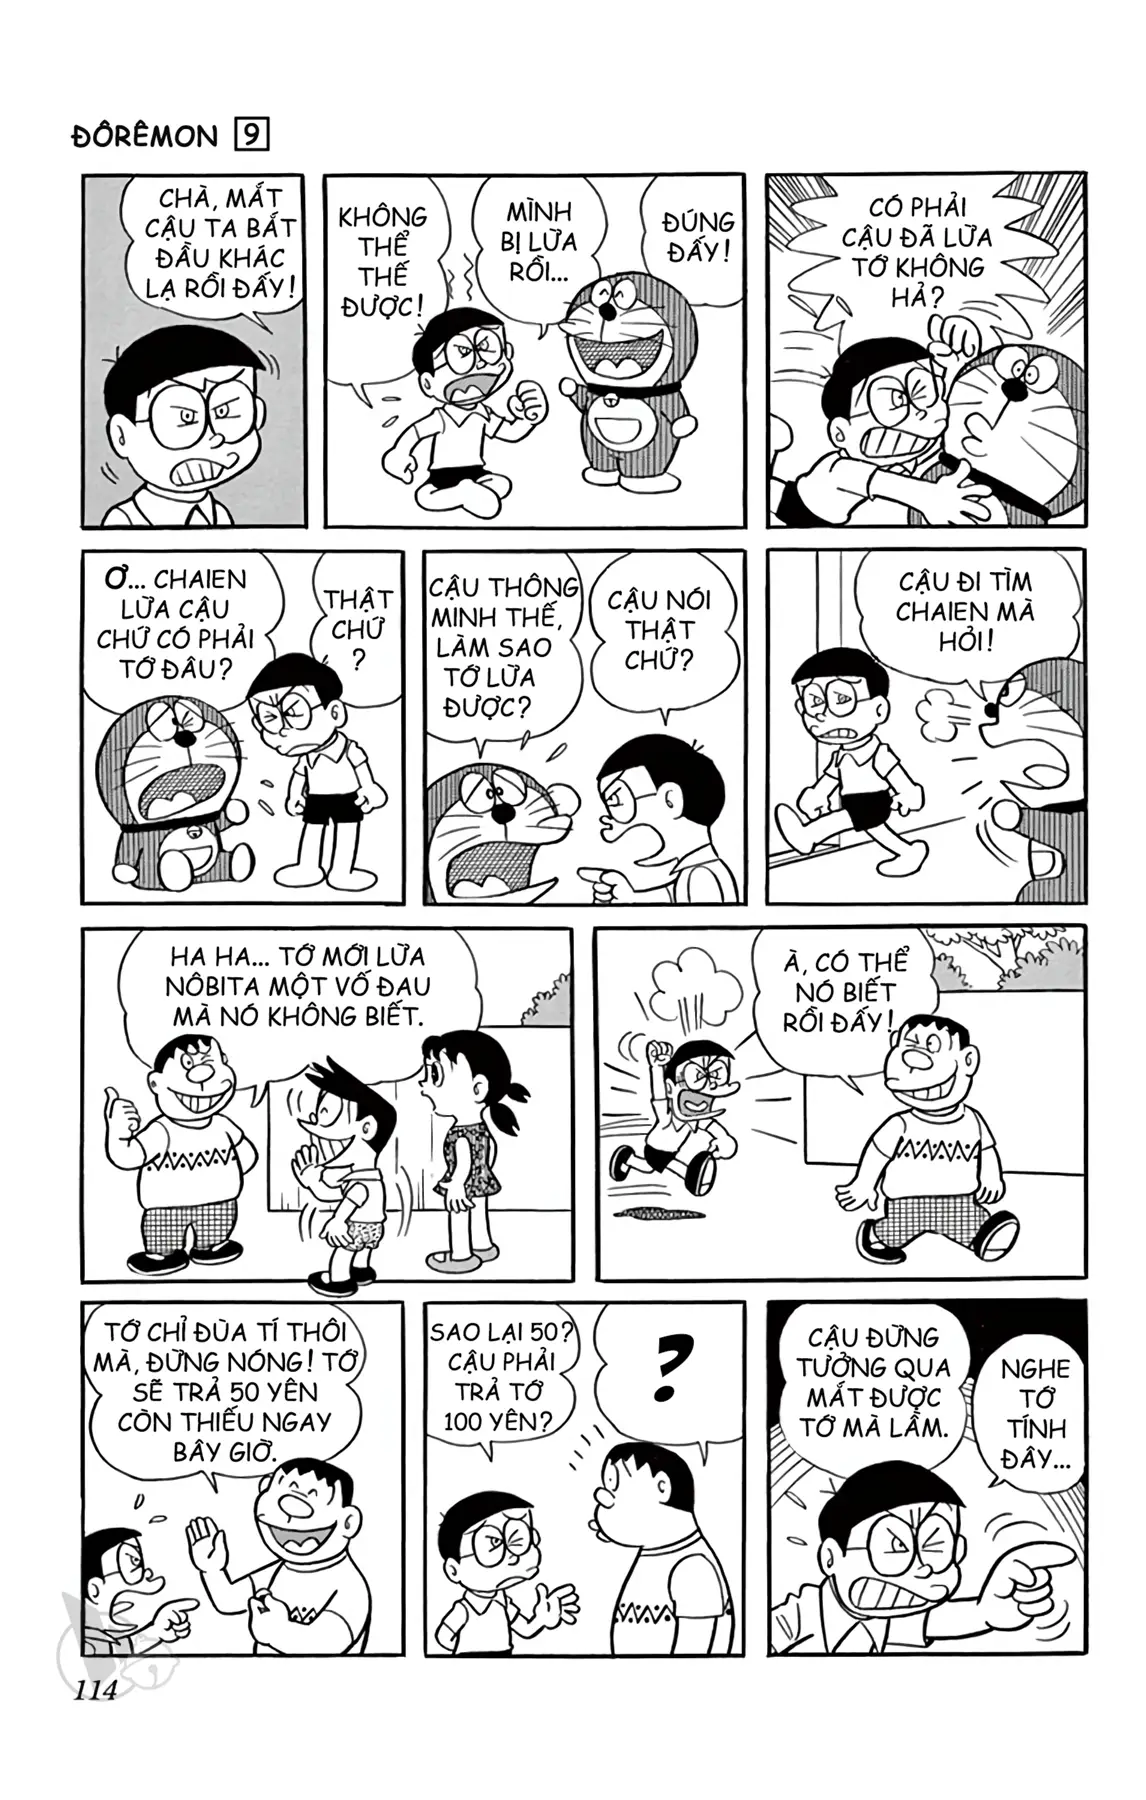 ĐÔRÊMON 9
CHÀ, MẮT
CẬU TA BẮT
ĐẦU KHÁC
LẠ RỒI ĐẤY!
KHÔNG
THỂ
THẾ
ĐƯỢC!
MÌNH
BỊ LỪA
RỒI...
ĐÚNG
ĐẤY!
CÓ PHẢI
CẬU ĐÃ LỪA
TỚ KHÔNG
HẢ?
Ơ... CHAIEN
LỪA CẬU
CHỨ CÓ PHẢI
TỚ ĐÂU?
THẬT
CHỨ
?
CẬU THÔNG
MINH THẾ,
LÀM SAO
TỚ LỪA
ĐƯỢC?
CẬU NÓI
THẬT
CHỨ?
CẬU ĐI TÌM
CHAIEN MÀ
HỎI!
HA HA... TỚ MỚI LỪA
NÔBITA MỘT VỐ ĐAU
MÀ NÓ KHÔNG BIẾT.
À, CÓ THỂ
NÓ BIẾT
RỒI ĐẤY!
TỚ CHỈ ĐÙA TÍ THÔI
MÀ, ĐỪNG NÓNG! TỚ
SẼ TRẢ 50 YÊN
CÒN THIẾU NGAY
BÂY GIỜ.
SAO LẠI 50?
CẬU PHẢI
TRẢ TỚ
100 YÊN?
?
CẬU ĐỪNG
TƯỞNG QUA
MẮT ĐƯỢC
TỚ MÀ LẦM.
NGHE
TỚ
TÍNH
ĐÂY...
114